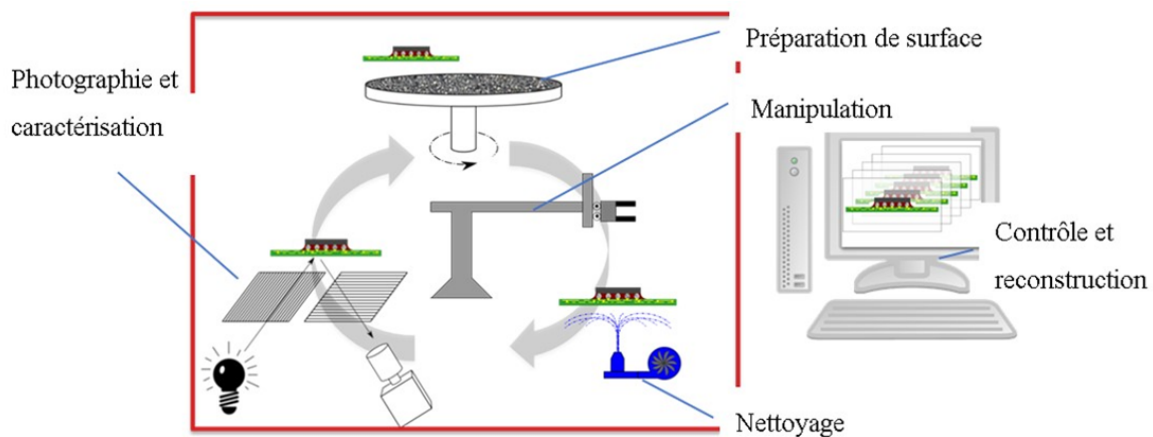 Préparation de surface
Photographie et
caractérisation
Manipulation
Contrôle et
reconstruction
Nettoyage